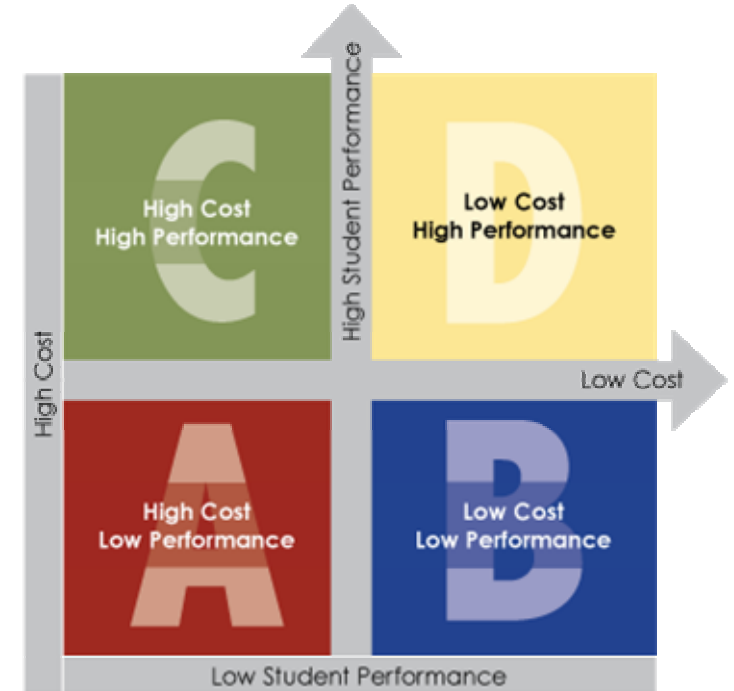 High Student Performance
C
High Cost
High Performance
D
Low Cost
High Performance
High Cost
Low Cost
A
High Cost
Low Performance
B
Low Cost
Low Performance
Low Student Performance